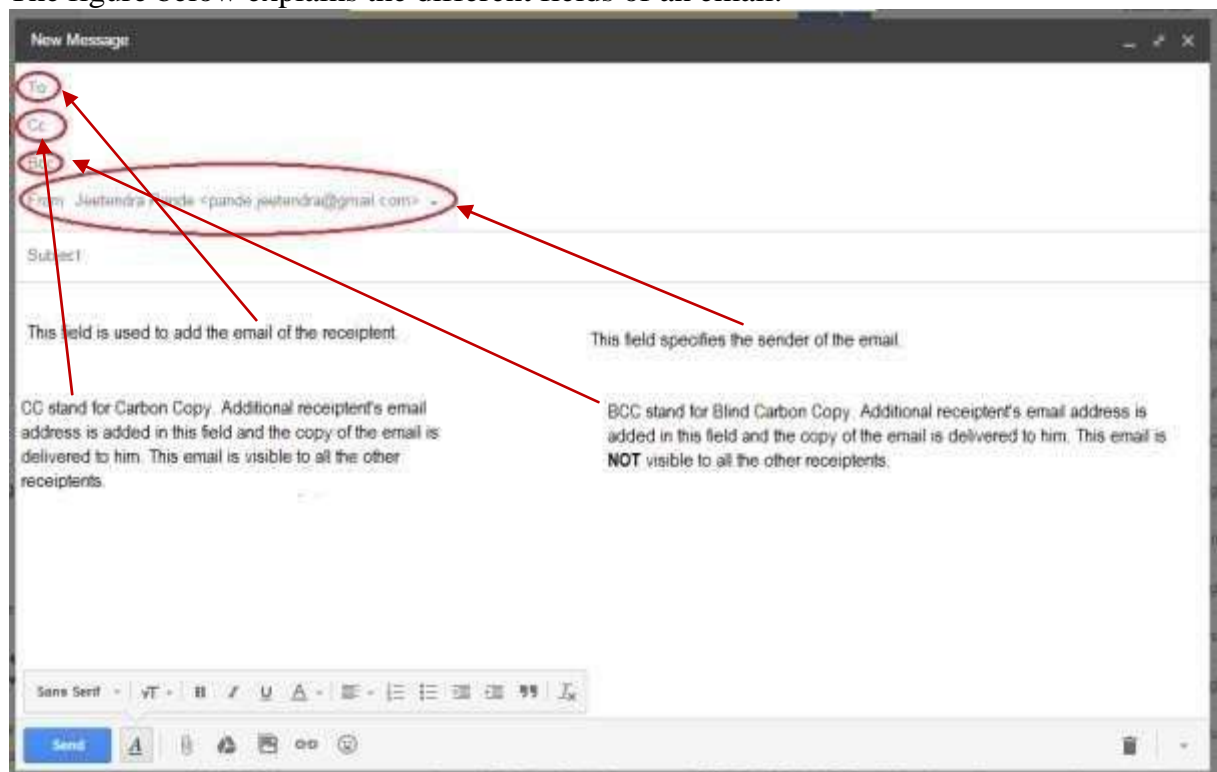 The figure below explains the different fields of an email.
New Message
To
Cc
Bcc
From Jeetendra Pande <pande.jeetendra@gmail.com>
Subject
This field is used to add the email of the receiptent
This field specifies the sender of the email.
CC stand for Carbon Copy. Additional receiptent's email
address is added in this field and the copy of the email is
delivered to him. This email is visible to all the other
receiptents.
BCC stand for Blind Carbon Copy. Additional receiptent's email address is
added in this field and the copy of the email is delivered to him. This email is
NOT visible to all the other receiptents.
Sans Serif
Send